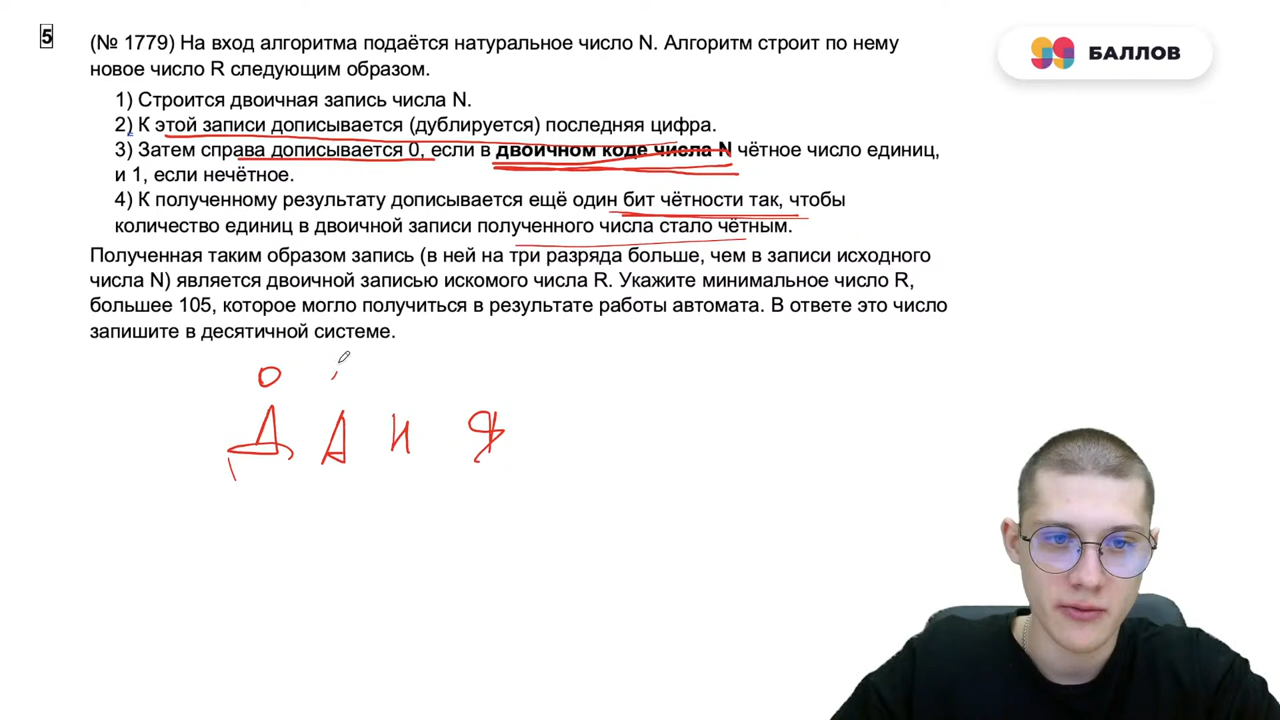 5
(№ 1779) На вход алгоритма подаётся натуральное число N. Алгоритм строит по нему
новое число R следующим образом.
БАЛЛОВ
1) Строится двоичная запись числа N.
2) К этой записи дописывается (дублируется) последняя цифра.
3) Затем справа дописывается 0, если в двоичном коде числа N чётное число единиц,
и 1, если нечётное.
4) К полученному результату дописывается ещё один бит чётности так, чтобы
количество единиц в двоичной записи полученного числа стало чётным.
Полученная таким образом запись (в ней на три разряда больше, чем в записи исходного
числа N) является двоичной записью искомого числа R. Укажите минимальное число R,
большее 105, которое могло получиться в результате работы автомата. В ответе это число
запишите в десятичной системе.
0
Д Д Н Я